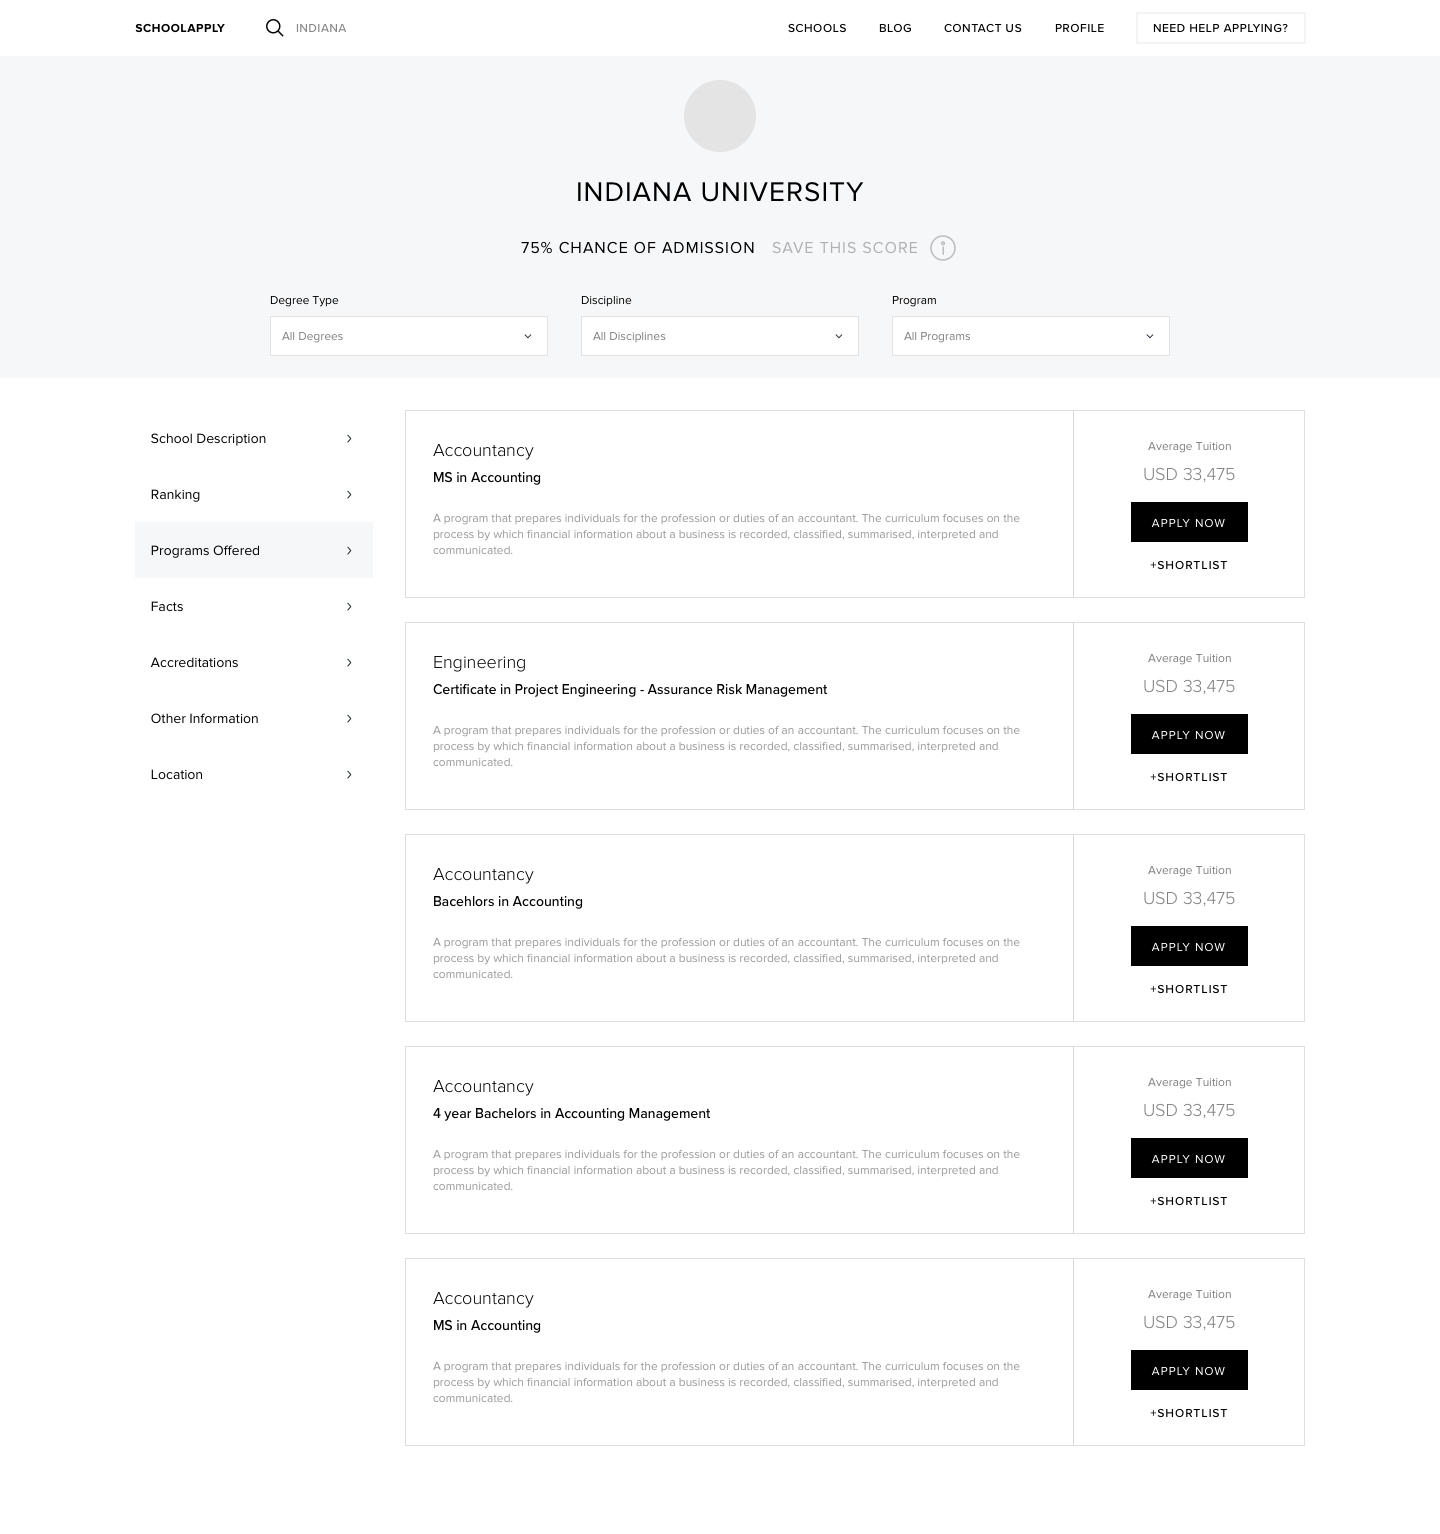 SCHOOLAPPLY
INDIANA
SCHOOLS
BLOG
CONTACT US
PROFILE
NEED HELP APPLYING?
INDIANA UNIVERSITY
75% CHANCE OF ADMISSION SAVE THIS SCORE
Degree Type
All Degrees
Discipline
All Disciplines
Program
All Programs
School Description
Ranking
Programs Offered
Facts
Accreditations
Other Information
Location
Accountancy
MS in Accounting
A program that prepares individuals for the profession or duties of an accountant. The curriculum focuses on the
process by which financial information about a business is recorded, classified, summarised, interpreted and
communicated.
Average Tuition
USD 33,475
APPLY NOW
+SHORTLIST
Engineering
Certificate in Project Engineering - Assurance Risk Management
A program that prepares individuals for the profession or duties of an accountant. The curriculum focuses on the
process by which financial information about a business is recorded, classified, summarised, interpreted and
communicated.
Average Tuition
USD 33,475
APPLY NOW
+SHORTLIST
Accountancy
Bacehlors in Accounting
A program that prepares individuals for the profession or duties of an accountant. The curriculum focuses on the
process by which financial information about a business is recorded, classified, summarised, interpreted and
communicated.
Average Tuition
USD 33,475
APPLY NOW
+SHORTLIST
Accountancy
4 year Bachelors in Accounting Management
A program that prepares individuals for the profession or duties of an accountant. The curriculum focuses on the
process by which financial information about a business is recorded, classified, summarised, interpreted and
communicated.
Average Tuition
USD 33,475
APPLY NOW
+SHORTLIST
Accountancy
MS in Accounting
A program that prepares individuals for the profession or duties of an accountant. The curriculum focuses on the
process by which financial information about a business is recorded, classified, summarised, interpreted and
communicated.
Average Tuition
USD 33,475
APPLY NOW
+SHORTLIST